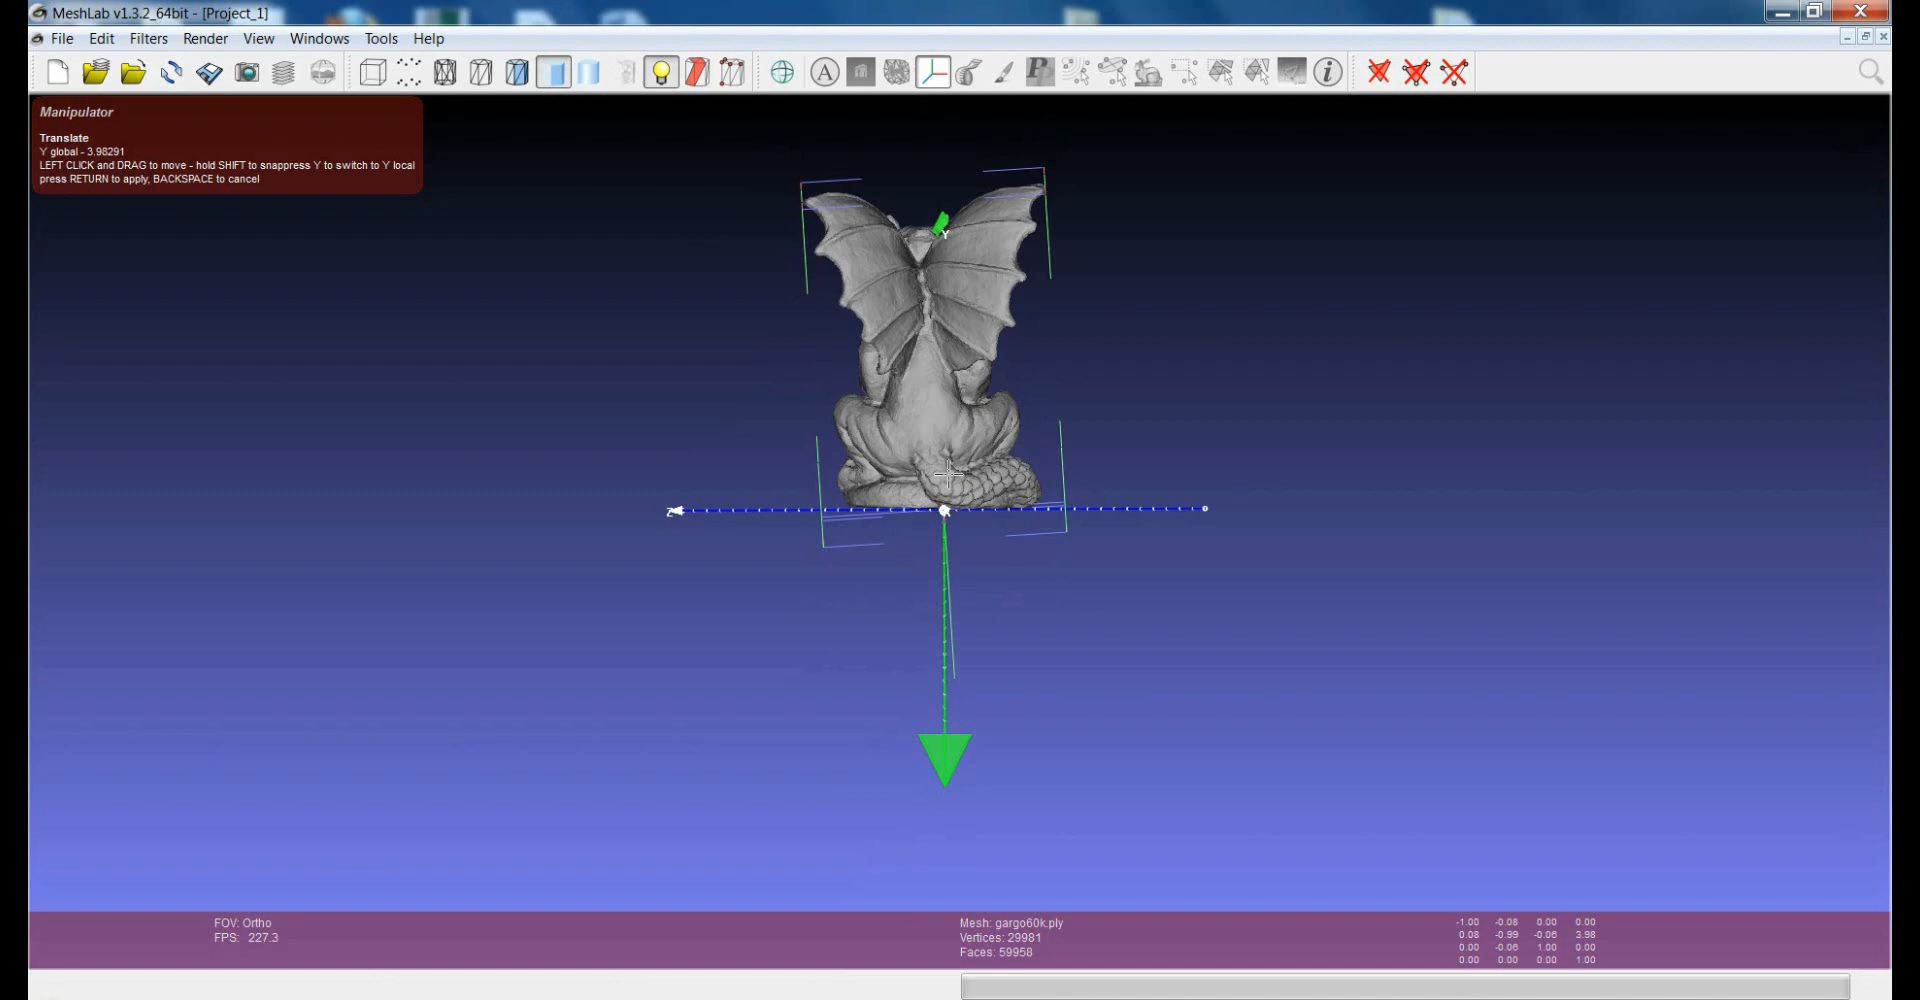 MeshLab v1.3.2_64bit - [Project_1]
File Edit Filters Render View Windows Tools Help
A P i
Manipulator
Translate
Y global - 3.98291
LEFT CLICK and DRAG to move - hold SHIFT to snappress Y to switch to Y local
press RETURN to apply, BACKSPACE to cancel
Y
Z
FOV: Ortho
FPS: 227.3
Mesh: gargo60k.ply
Vertices: 29981
Faces: 59958
-1.00 -0.08 0.00 0.00
0.08 -0.99 -0.06 3.98
0.00 -0.06 1.00 0.00
0.00 0.00 0.00 1.00